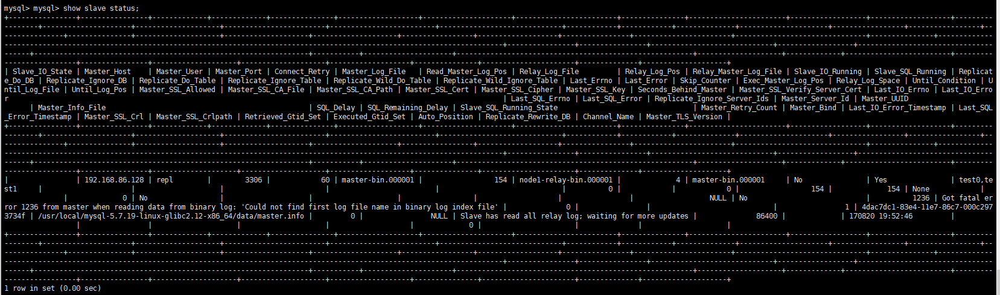 mysql> mysql> show slave status;
| Slave_IO_State | Master_Host | Master_User | Master_Port | Connect_Retry | Master_Log_File | Read_Master_Log_Pos | Relay_Log_File | Relay_Log_Pos | Relay_Master_Log_File | Slave_IO_Running | Slave_SQL_Running | Replicat
e_Do_DB | Replicate_Ignore_DB | Replicate_Do_Table | Replicate_Ignore_Table | Replicate_Wild_Do_Table | Replicate_Wild_Ignore_Table | Last_Errno | Last_Error | Skip_Counter | Exec_Master_Log_Pos | Relay_Log_Space | Until_Condition | U
ntil_Log_File | Until_Log_Pos | Master_SSL_Allowed | Master_SSL_CA_File | Master_SSL_CA_Path | Master_SSL_Cert | Master_SSL_Cipher | Master_SSL_Key | Seconds_Behind_Master | Master_SSL_Verify_Server_Cert | Last_IO_Errno | Last_IO_Erro
r | Last_SQL_Errno | Last_SQL_Error | Replicate_Ignore_Server_Ids | Master_Server_Id | Master_UUID
| Master_Info_File | SQL_Delay | SQL_Remaining_Delay | Slave_SQL_Running_State | Master_Retry_Count | Master_Bind | Last_IO_Error_Timestamp | Last_SQL
_Error_Timestamp | Master_SSL_Crl | Master_SSL_Crlpath | Retrieved_Gtid_Set | Executed_Gtid_Set | Auto_Position | Replicate_Rewrite_DB | Channel_Name | Master_TLS_Version |
| | 192.168.86.128 | repl | 3306 | 60 | master-bin.000001 | 154 | node1-relay-bin.000001 | 4 | master-bin.000001 | No | Yes | test0,te
st1 | | | | | | 0 | | 0 | 154 | 154 | None |
| 0 | No | | | | | | NULL | No | 1236 | Got fatal er
ror 1236 from master when reading data from binary log: 'Could not find first log file name in binary log index file' | 0 | | | 1 | 4dac7dc1-83e4-11e7-86c7-000c297
3734f | /usr/local/mysql-5.7.19-linux-glibc2.12-x86_64/data/master.info | 0 | NULL | Slave has read all relay log; waiting for more updates | 86400 | | 170820 19:52:46 |
| | | | | 0 | | | |
1 row in set (0.00 sec)